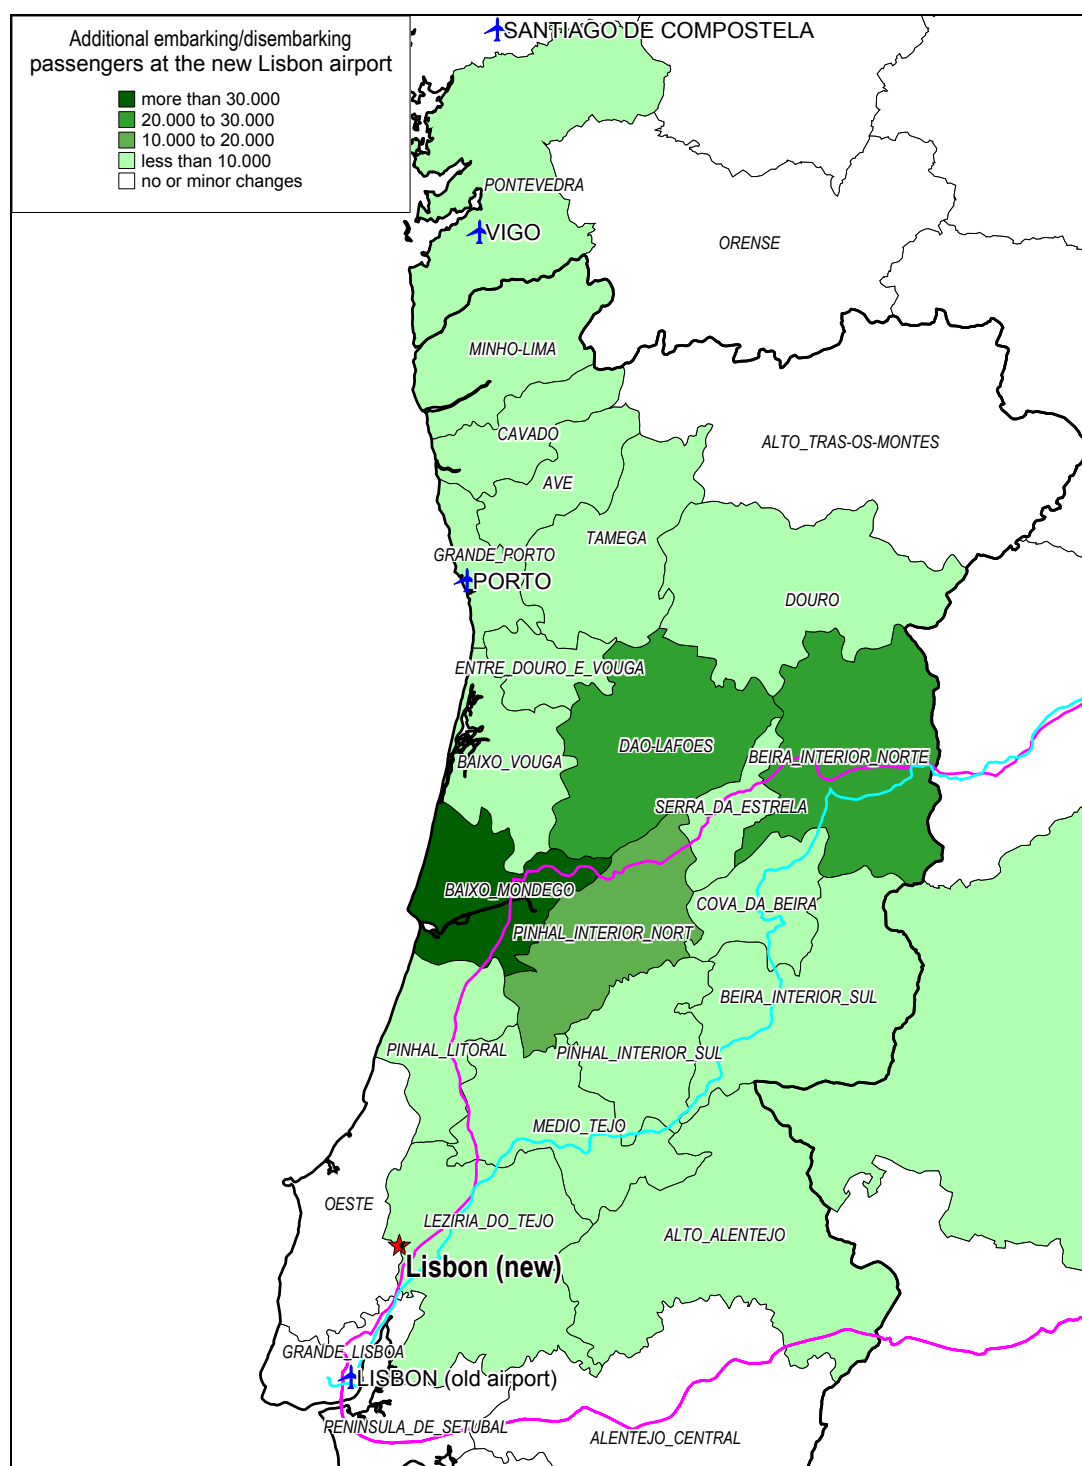 Additional embarking/disembarking
passengers at the new Lisbon airport
more than 30.000
20.000 to 30.000
10.000 to 20.000
less than 10.000
no or minor changes
SANTIAGO DE COMPOSTELA
PONTEVEDRA
VIGO
ORENSE
MINHO-LIMA
CAVADO
ALTO_TRAS-OS-MONTES
AVE
TAMEGA
GRANDE_PORTO
PORTO
DOURO
ENTRE_DOURO_E_VOUGA
DAO-LAFOES
BAIXO_VOUGA
BEIRA_INTERIOR_NORTE
SERRA_DA_ESTRELA
BAIXO_MONDEGO
COVA_DA_BEIRA
PINHAL_INTERIOR_NORT
BEIRA_INTERIOR_SUL
PINHAL_LITORAL
PINHAL_INTERIOR_SUL
MEDIO_TEJO
OESTE
LEZIRIA_DO_TEJO
ALTO_ALENTEJO
Lisbon (new)
GRANDE_LISBOA
LISBON (old airport)
PENINSULA_DE_SETUBAL
ALENTEJO_CENTRAL